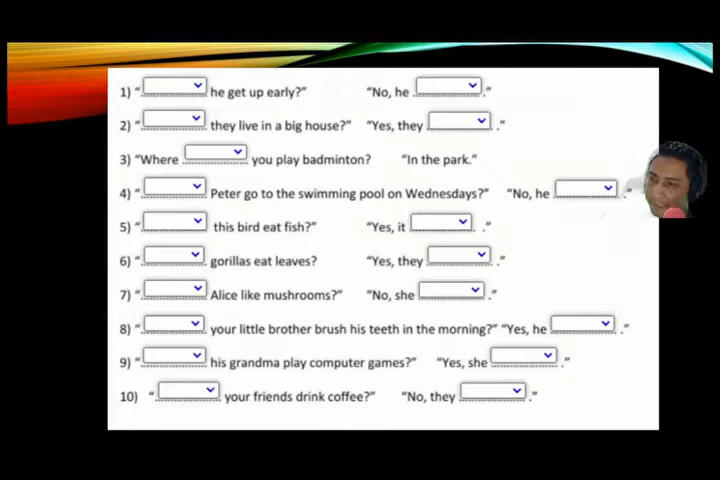 1) " he get up early?" "No, he ."
2) " they live in a big house?" "Yes, they ."
3) "Where you play badminton? "In the park."
4) " Peter go to the swimming pool on Wednesdays?" "No, he ."
5) " this bird eat fish?" "Yes, it ."
6) " gorillas eat leaves? "Yes, they ."
7) " Alice like mushrooms?" "No, she ."
8) " your little brother brush his teeth in the morning?" "Yes, he ."
9) " his grandma play computer games?" "Yes, she ."
10) " your friends drink coffee?" "No, they ."